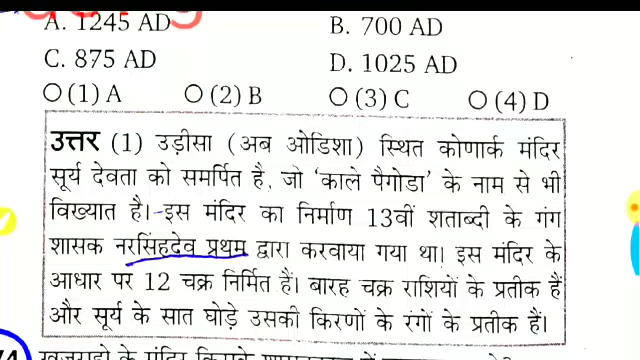 A. 1245 AD B. 700 AD
C. 875 AD D. 1025 AD
O (1) A O (2) B O (3) C O (4) D
उत्तर (1) उड़ीसा (अब ओडिशा) स्थित कोणार्क मंदिर
सूर्य देवता को समर्पित है, जो ‘काले पैगोडा’ के नाम से भी
विख्यात है। इस मंदिर का निर्माण 13वीं शताब्दी के गंग
शासक नरसिंहदेव प्रथम द्वारा करवाया गया था। इस मंदिर के
आधार पर 12 चक्र निर्मित हैं। बारह चक्र राशियों के प्रतीक हैं
और सूर्य के सात घोड़े उसकी किरणों के रंगों के प्रतीक हैं।
खजुराहो के मंदिर